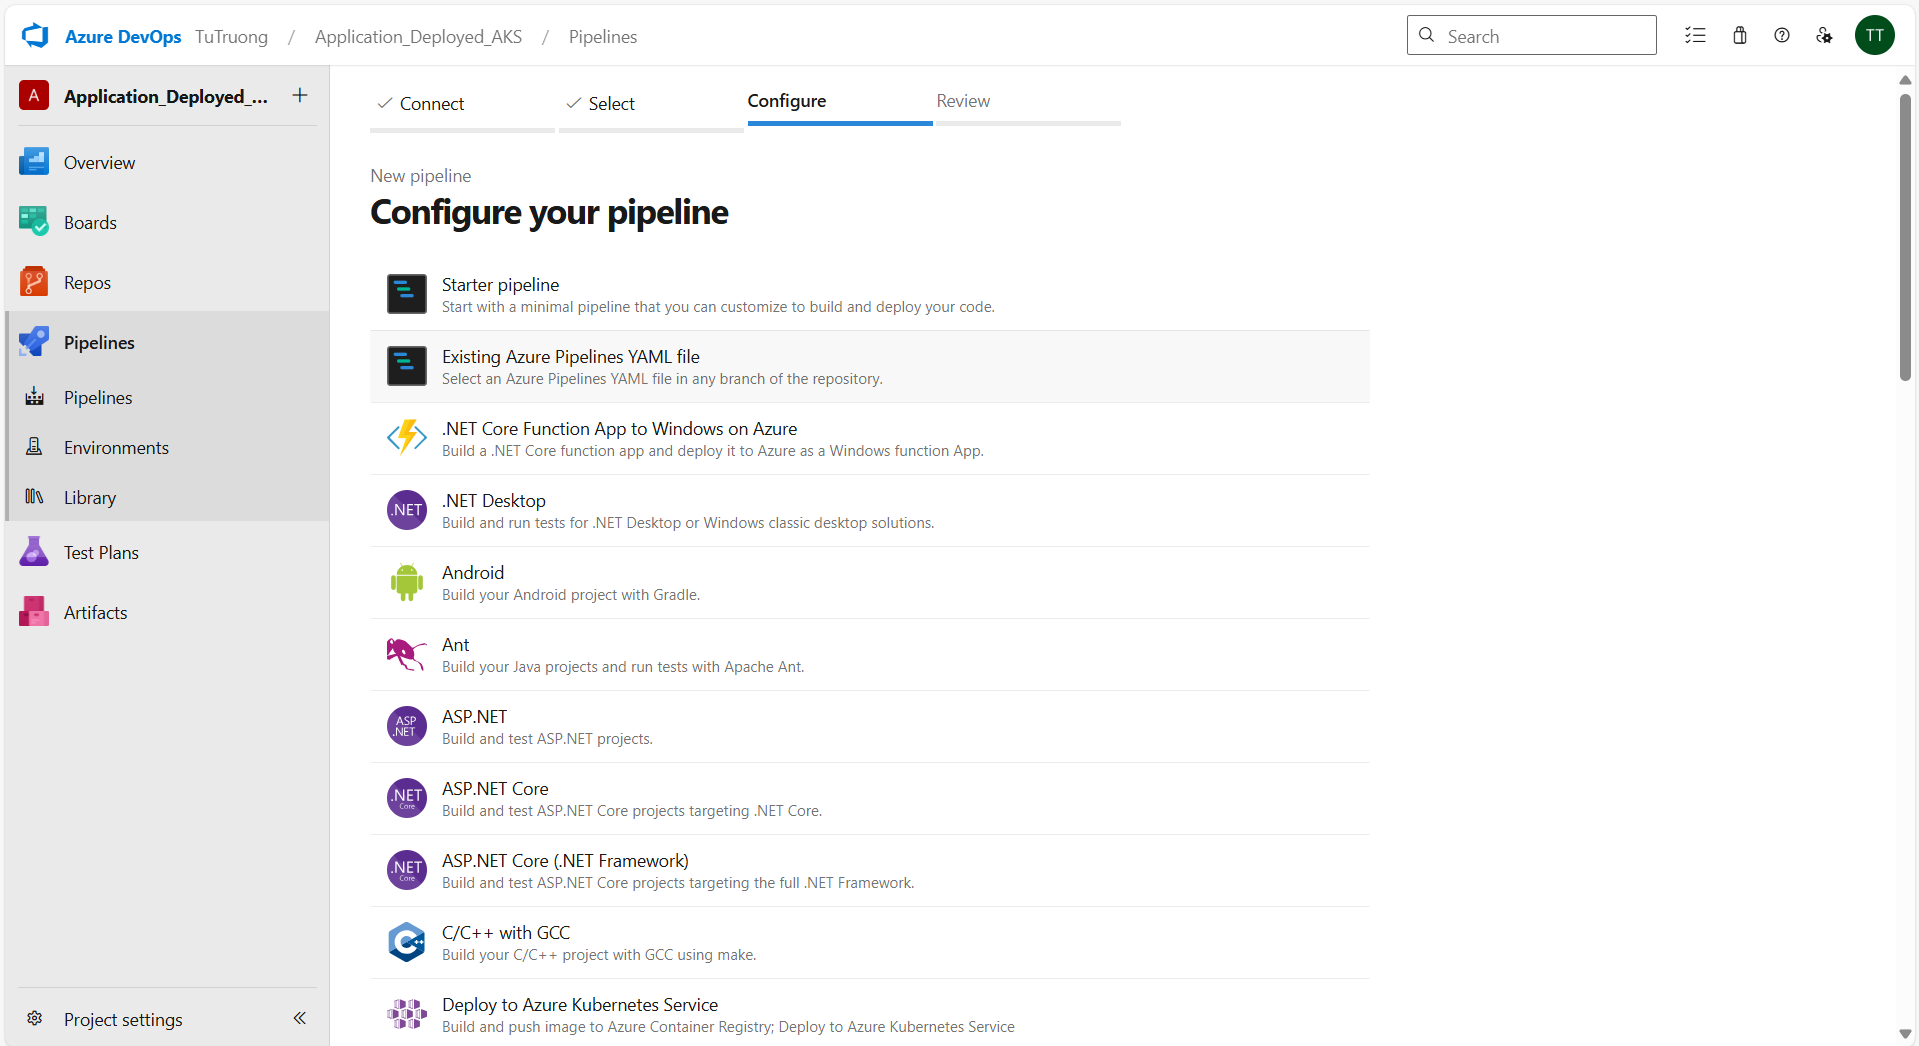 Azure DevOps TuTruong / Application_Deployed_AKS / Pipelines
Search
TT
A Application_Deployed_...
Overview
Boards
Repos
Pipelines
Pipelines
Environments
Library
Test Plans
Artifacts
Project settings
Connect Select Configure Review
New pipeline
Configure your pipeline
Starter pipeline
Start with a minimal pipeline that you can customize to build and deploy your code.
Existing Azure Pipelines YAML file
Select an Azure Pipelines YAML file in any branch of the repository.
.NET Core Function App to Windows on Azure
Build a .NET Core function app and deploy it to Azure as a Windows function App.
.NET
.NET Desktop
Build and run tests for .NET Desktop or Windows classic desktop solutions.
Android
Build your Android project with Gradle.
Ant
Build your Java projects and run tests with Apache Ant.
ASP
.NET
ASP.NET
Build and test ASP.NET projects.
.NET
Core
ASP.NET Core
Build and test ASP.NET Core projects targeting .NET Core.
.NET
Core
ASP.NET Core (.NET Framework)
Build and test ASP.NET Core projects targeting the full .NET Framework.
C++
C/C++ with GCC
Build your C/C++ project with GCC using make.
Deploy to Azure Kubernetes Service
Build and push image to Azure Container Registry; Deploy to Azure Kubernetes Service